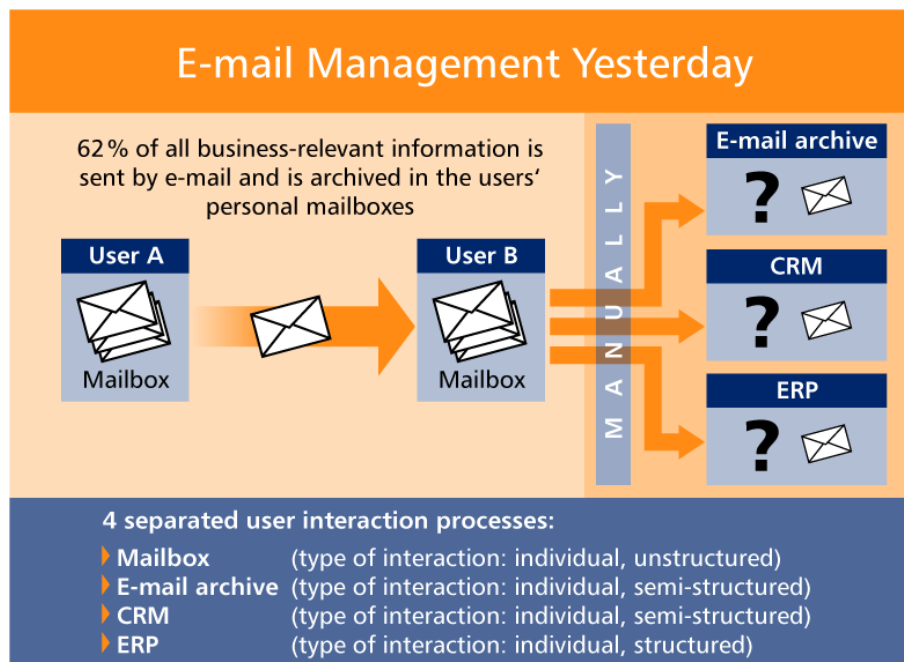 E-mail Management Yesterday
62% of all business-relevant information is
sent by e-mail and is archived in the users‘
personal mailboxes
User A
Mailbox
User B
Mailbox
MANUALLY
E-mail archive
?
CRM
?
ERP
?
4 separated user interaction processes:
Mailbox (type of interaction: individual, unstructured)
E-mail archive (type of interaction: individual, semi-structured)
CRM (type of interaction: individual, semi-structured)
ERP (type of interaction: individual, structured)